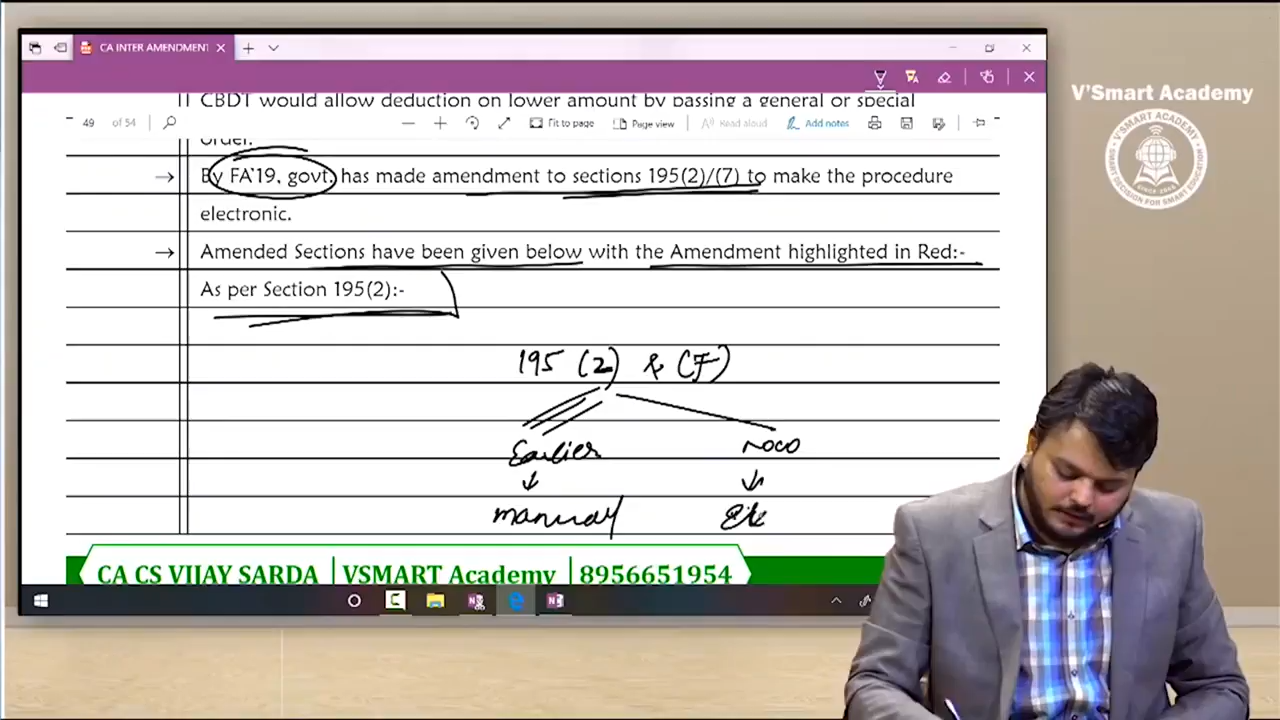 CA INTER AMENDMENT
V'Smart Academy
CBDT would allow deduction on lower amount by passing a general or special
49 of 54
Fit to page
Page view
Read aloud
Add notes
order.
→ By FA'19, govt. has made amendment to sections 195(2)/(7) to make the procedure
electronic.
→ Amended Sections have been given below with the Amendment highlighted in Red:-
As per Section 195(2):-
195 (2) & (7)
Earlier
now
manual
Ele
CA CS VIJAY SARDA | VSMART Academy | 8956651954
V'SMART ACADEMY